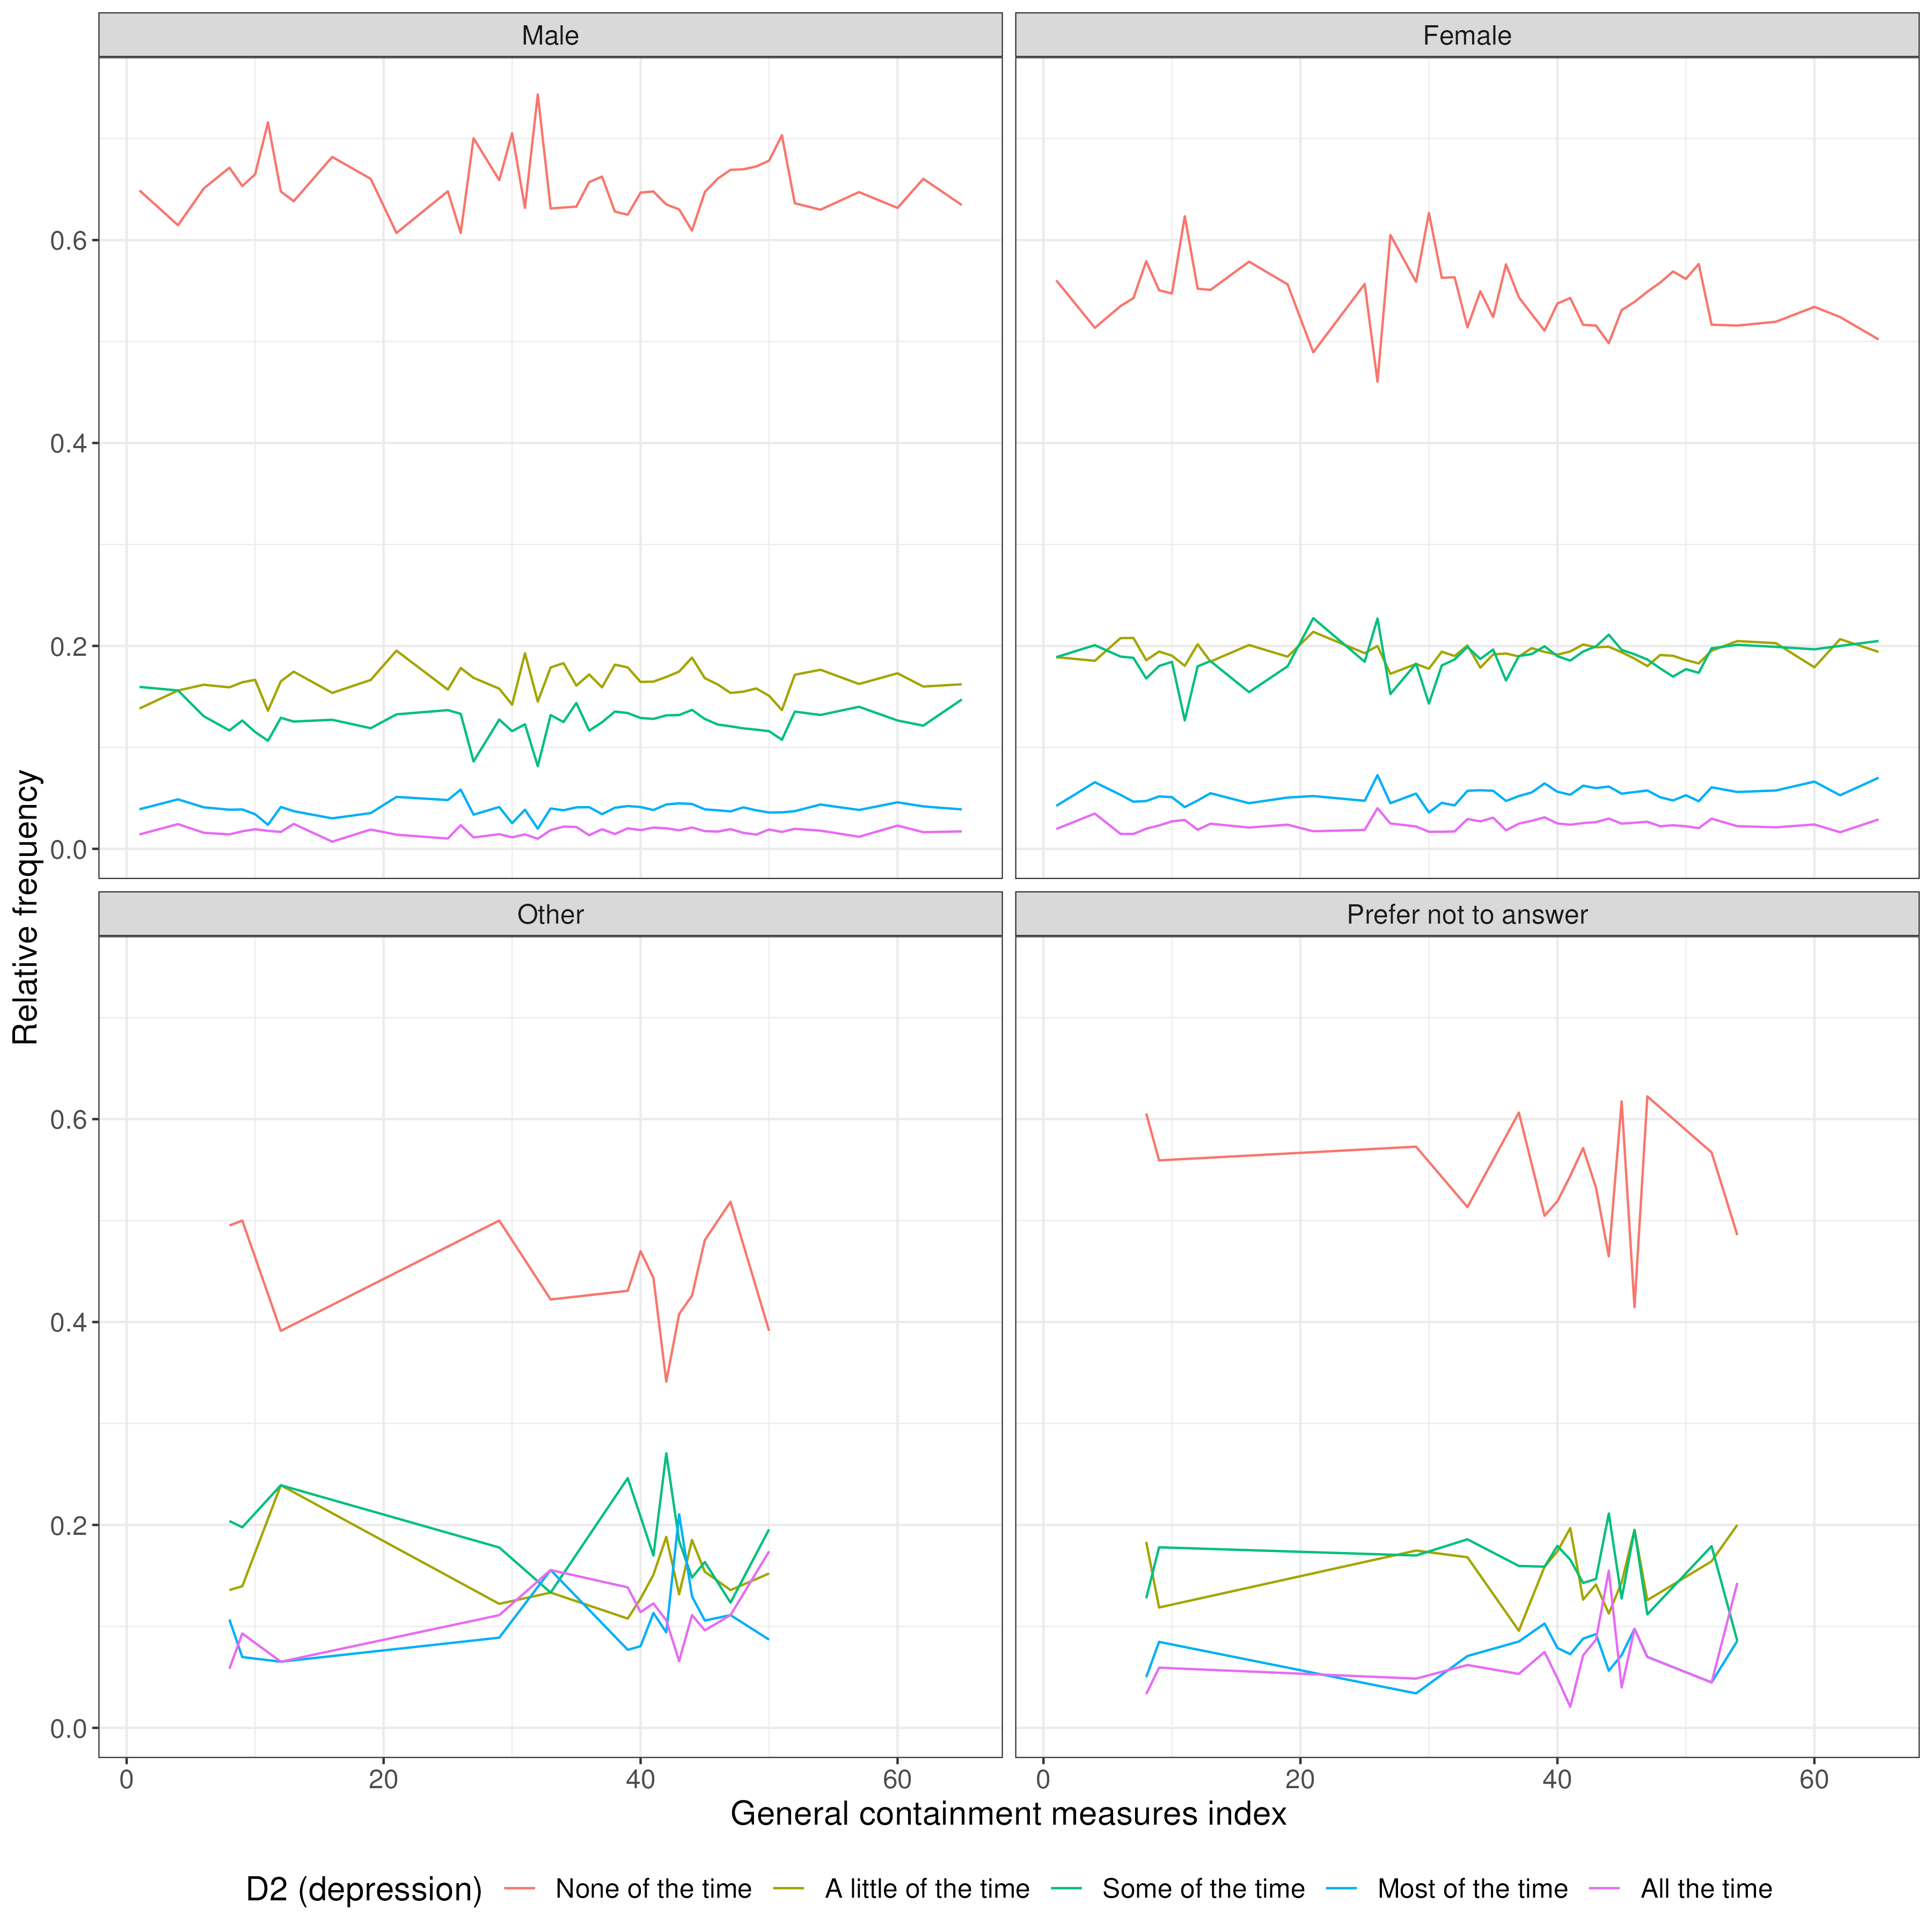 Male
Female
0.6
0.4
0.2
0.0
Other
Prefer not to answer
0.6
0.4
0.2
0.0
0
20
40
60
0
20
40
60
Relative frequency
General containment measures index
D2 (depression) None of the time A little of the time Some of the time Most of the time All the time